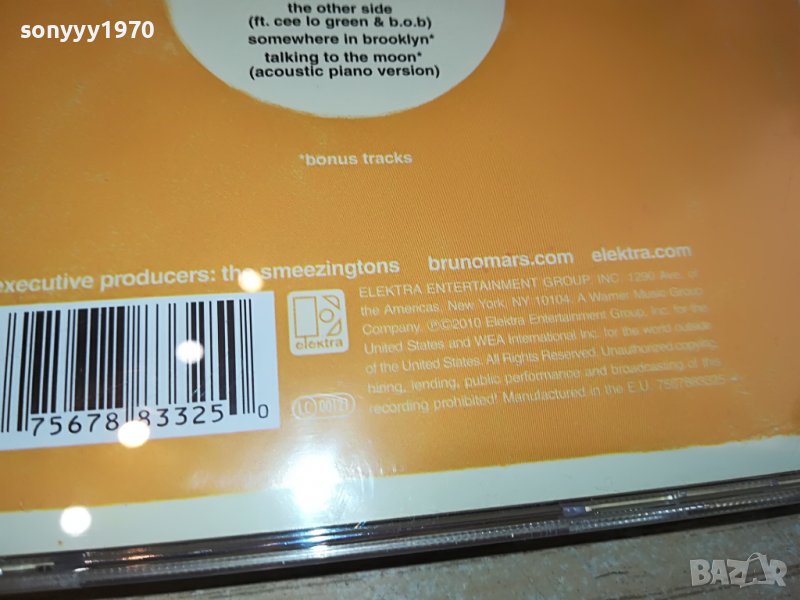 sonyyy1970
the other side
(ft. cee lo green & b.o.b)
somewhere in brooklyn*
talking to the moon*
(acoustic piano version)
*bonus tracks
executive producers: the smeezingtons brunomars.com elektra.com
ELEKTRA ENTERTAINMENT GROUP INC. 1290 Ave. of
the Americas, New York, NY 10104. A Warner Music Group
Company. ℗©2010 Elektra Entertainment Group, Inc. for the
United States and WEA International Inc. for the world outside
of the United States. All Rights Reserved. Unauthorized copying,
hiring, lending, public performance and broadcasting of this
recording prohibited! Manufactured in the E.U. 7567883325
elektra
LC 00121
75678 83325 0
BAZAR